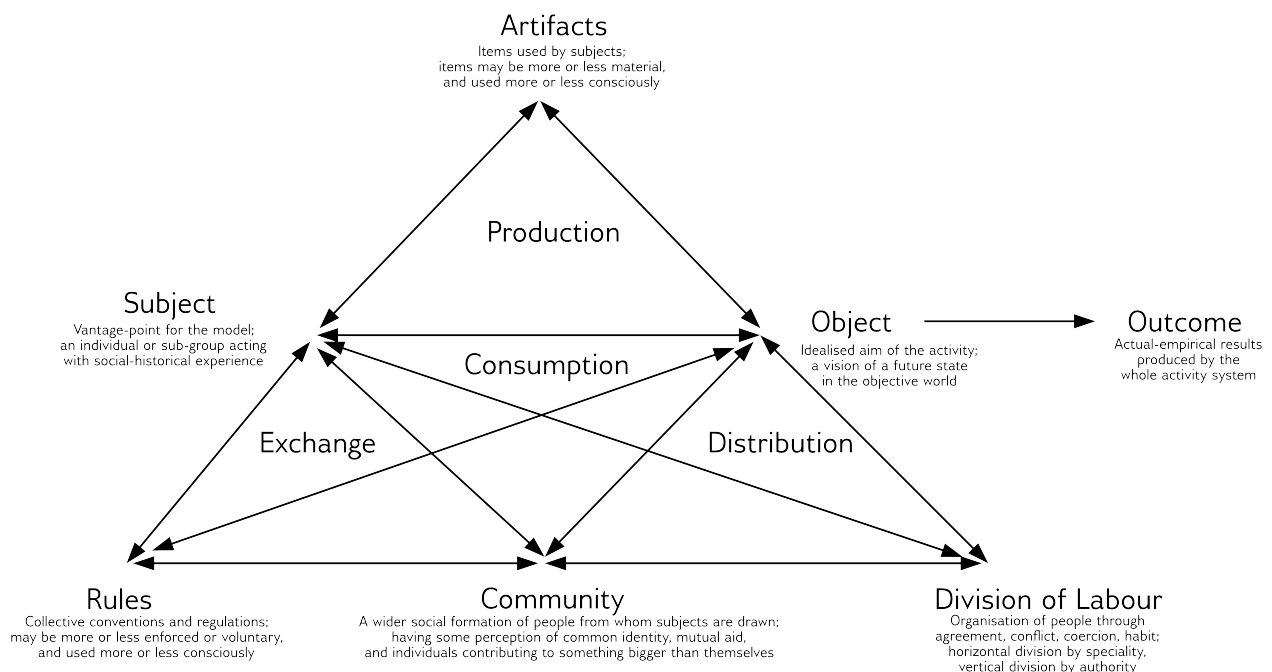 Artifacts
Items used by subjects;
items may be more or less material,
and used more or less consciously
Production
Subject
Vantage-point for the model;
an individual or sub-group acting
with social-historical experience
Object
Idealised aim of the activity;
a vision of a future state
in the objective world
Outcome
Actual-empirical results
produced by the
whole activity system
Consumption
Exchange
Distribution
Rules
Collective conventions and regulations;
may be more or less enforced or voluntary,
and used more or less consciously
Community
A wider social formation of people from whom subjects are drawn;
having some perception of common identity, mutual aid,
and individuals contributing to something bigger than themselves
Division of Labour
Organisation of people through
agreement, conflict, coercion, habit;
horizontal division by speciality,
vertical division by authority